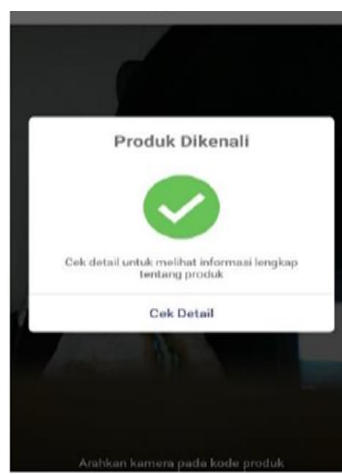 Produk Dikenali
Cek detail untuk melihat informasi lengkap
tentang produk
Cek Detail
Arahkan kamera pada kode produk